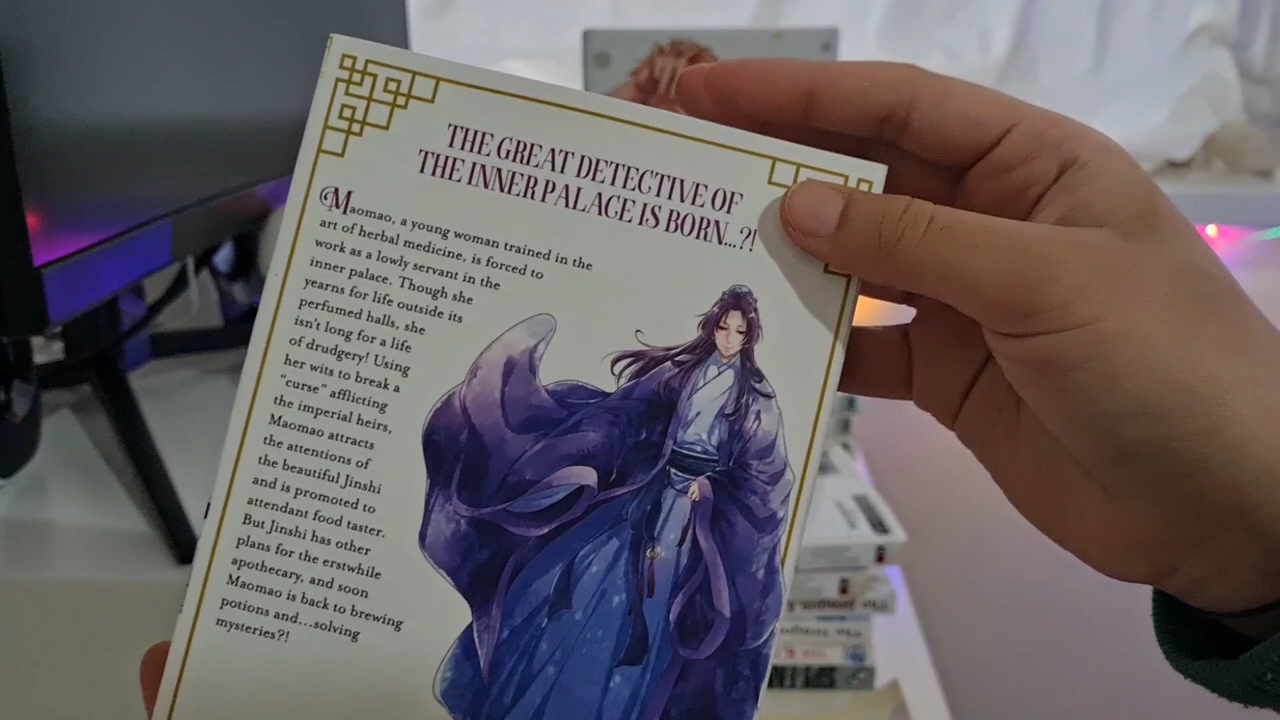 THE GREAT DETECTIVE OF
THE INNER PALACE IS BORN...?!
Maomao, a young woman trained in the
art of herbal medicine, is forced to
work as a lowly servant in the
inner palace. Though she
yearns for life outside its
perfumed halls, she
isn't long for a life
of drudgery! Using
her wits to break a
"curse" afflicting
the imperial heirs,
Maomao attracts
the attentions of
the beautiful Jinshi
and is promoted to
attendant food taster.
But Jinshi has other
plans for the erstwhile
apothecary, and soon
Maomao is back to brewing
potions and...solving
mysteries?!